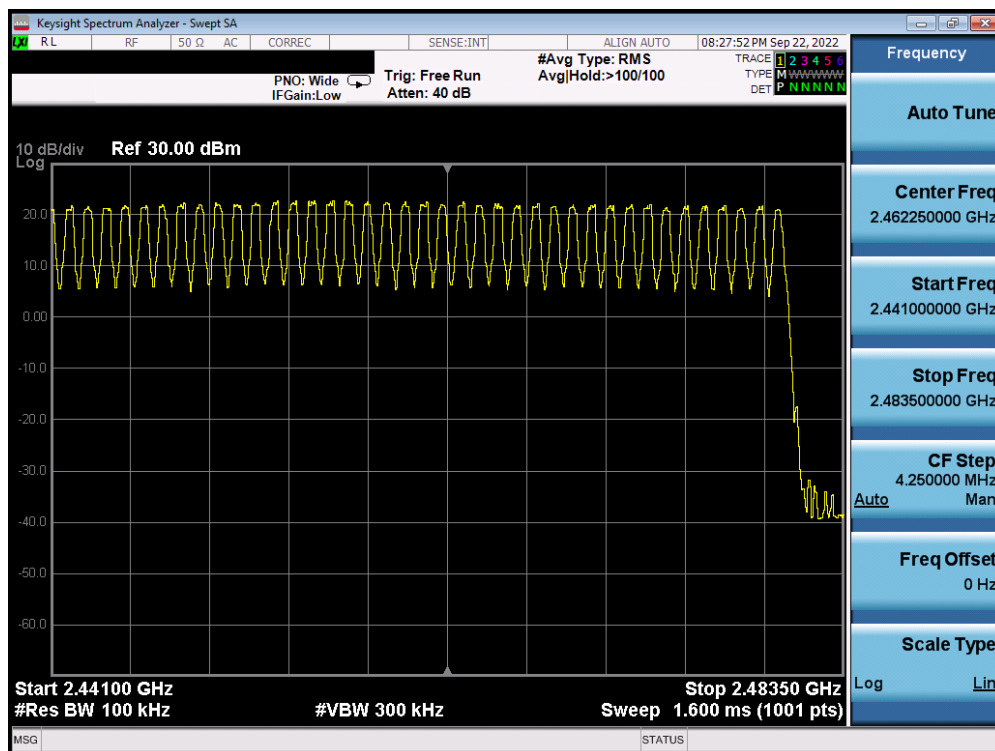 Keysight Spectrum Analyzer - Swept SA
LXI RL RF 50 Ω AC CORREC SENSE:INT ALIGN AUTO 08:27:52 PM Sep 22, 2022
PNO: Wide
IFGain:Low
Trig: Free Run
Atten: 40 dB
#Avg Type: RMS
Avg|Hold:>100/100
TRACE 1 2 3 4 5 6
TYPE M W W W W W
DET P N N N N N
10 dB/div
Log
Ref 30.00 dBm
20.0
10.0
0.00
-10.0
-20.0
-30.0
-40.0
-50.0
-60.0
Start 2.44100 GHz
#Res BW 100 kHz
#VBW 300 kHz
Stop 2.48350 GHz
Sweep 1.600 ms (1001 pts)
MSG
STATUS
Frequency
Auto Tune
Center Freq
2.462250000 GHz
Start Freq
2.441000000 GHz
Stop Freq
2.483500000 GHz
CF Step
4.250000 MHz
Auto Man
Freq Offset
0 Hz
Scale Type
Log Lin